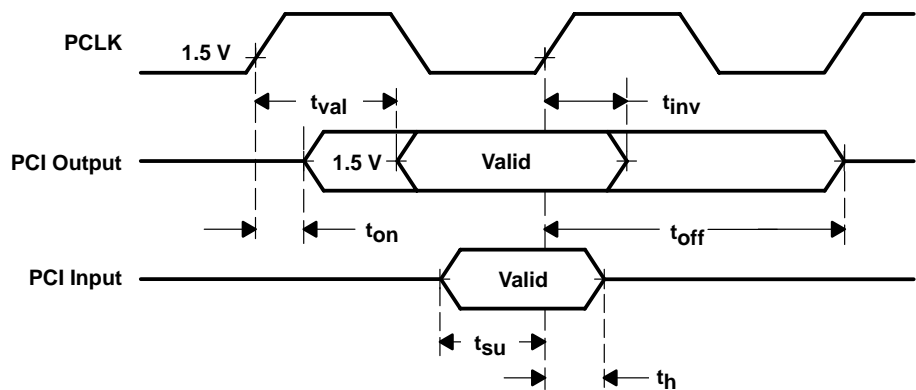 PCLK
1.5 V
tval
tinv
PCI Output
1.5 V
Valid
ton
toff
PCI Input
Valid
tsu
th